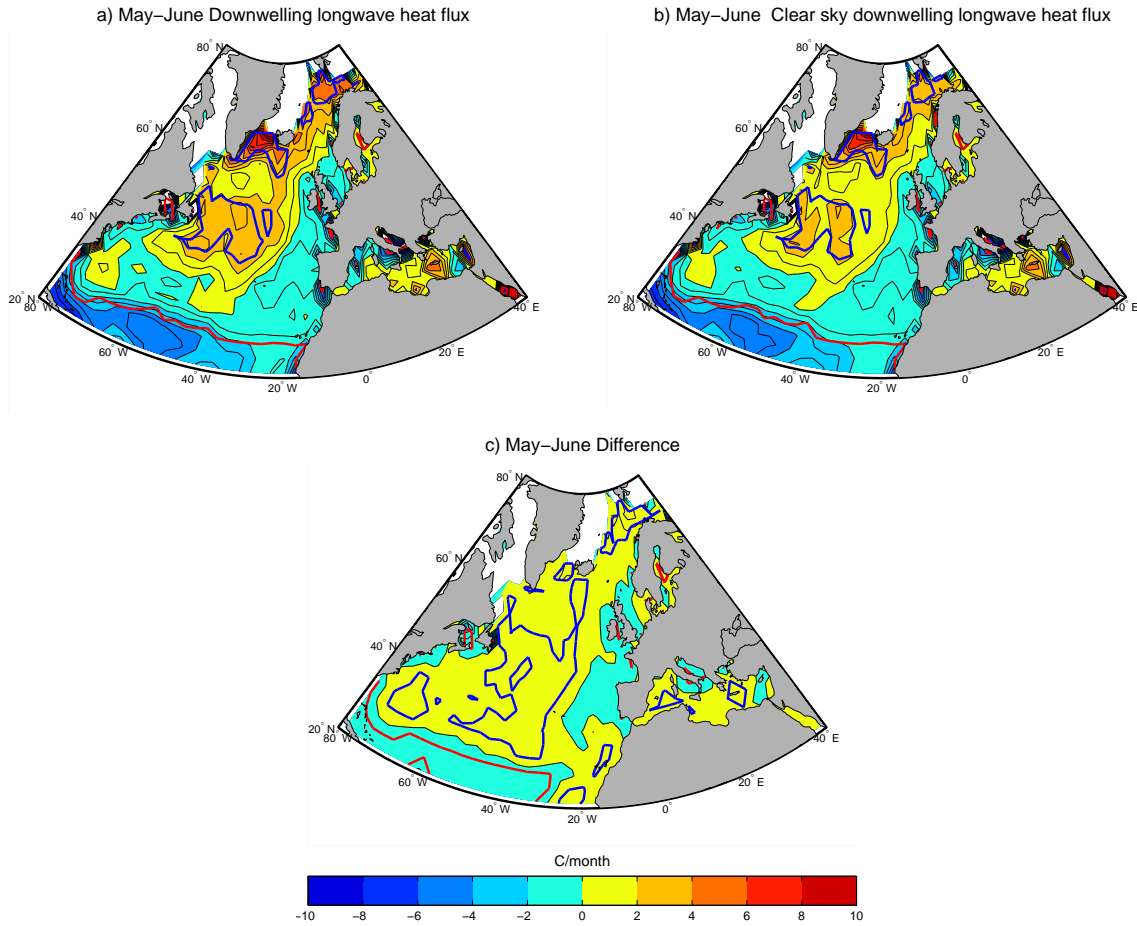 a) May−June Downwelling longwave heat flux
80° N
60° N
40° N
20° N
80° W
60° W
40° W
20° W
0°
20° E
40° E
b) May−June  Clear sky downwelling longwave heat flux
80° N
60° N
40° N
20° N
80° W
60° W
40° W
20° W
0°
20° E
40° E
c) May−June Difference
80° N
60° N
40° N
20° N
80° W
60° W
40° W
20° W
0°
20° E
40° E
C/month
−10 −8 −6 −4 −2 0 2 4 6 8 10